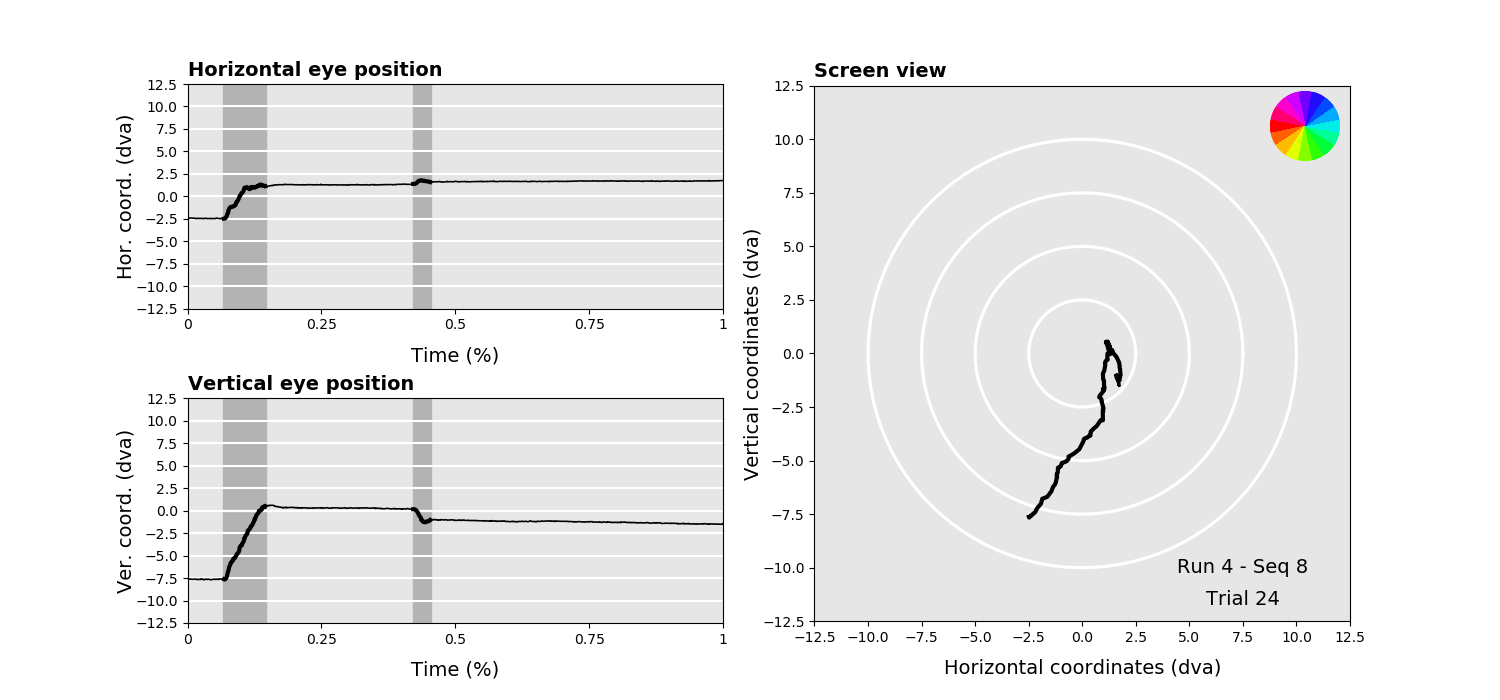 Horizontal eye position
Hor. coord. (dva)
12.5
10.0
7.5
5.0
2.5
0.0
−2.5
−5.0
−7.5
−10.0
−12.5
0 0.25 0.5 0.75 1
Time (%)
Vertical eye position
Ver. coord. (dva)
12.5
10.0
7.5
5.0
2.5
0.0
−2.5
−5.0
−7.5
−10.0
−12.5
0 0.25 0.5 0.75 1
Time (%)
Screen view
Vertical coordinates (dva)
12.5
10.0
7.5
5.0
2.5
0.0
−2.5
−5.0
−7.5
−10.0
−12.5
Run 4 - Seq 8
Trial 24
−12.5 −10.0 −7.5 −5.0 −2.5 0.0 2.5 5.0 7.5 10.0 12.5
Horizontal coordinates (dva)